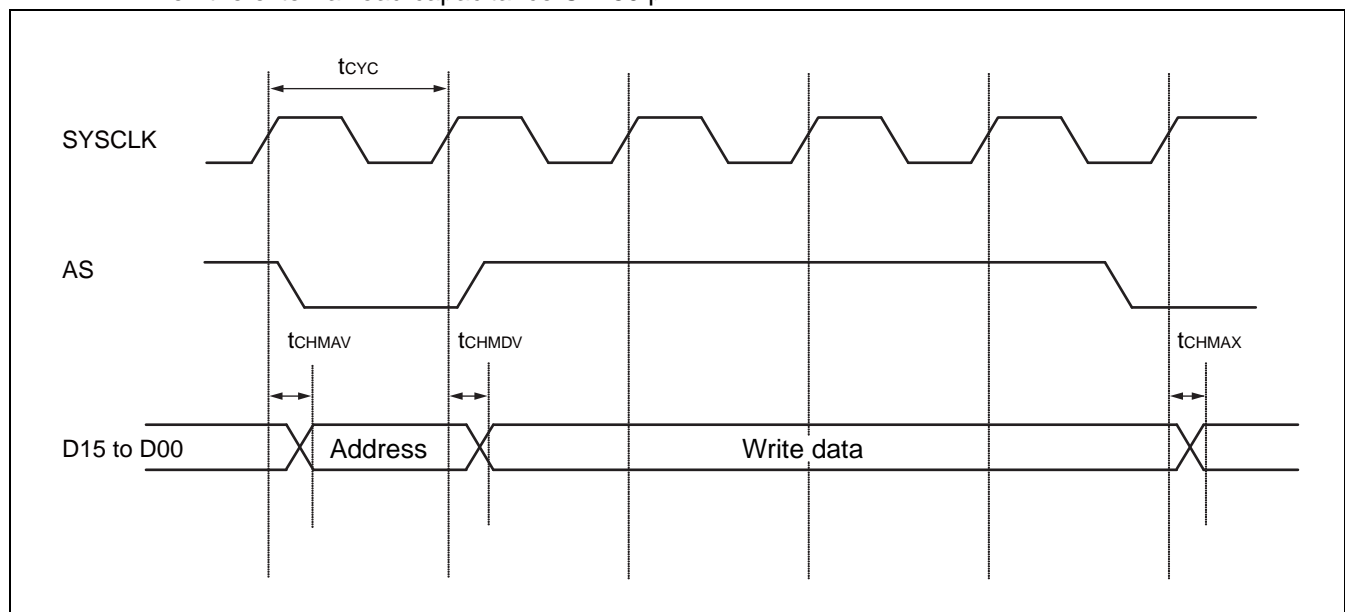 tCYC
SYSCLK
AS
tCHMAV
tCHMDV
tCHMAX
D15 to D00
Address
Write data